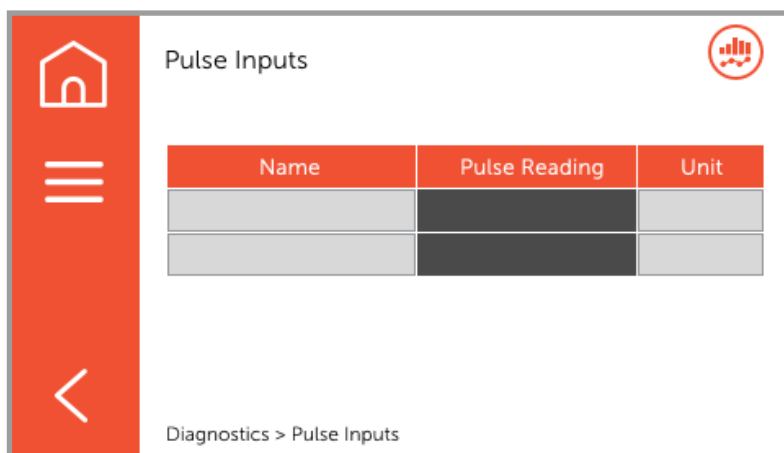 Pulse Inputs
Name Pulse Reading Unit
Diagnostics > Pulse Inputs